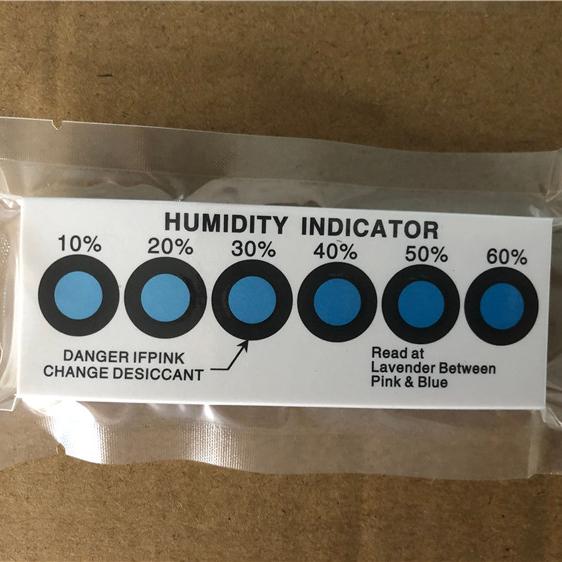 HUMIDITY INDICATOR
10% 20% 30% 40% 50% 60%
DANGER IFPINK
CHANGE DESICCANT
Read at
Lavender Between
Pink & Blue